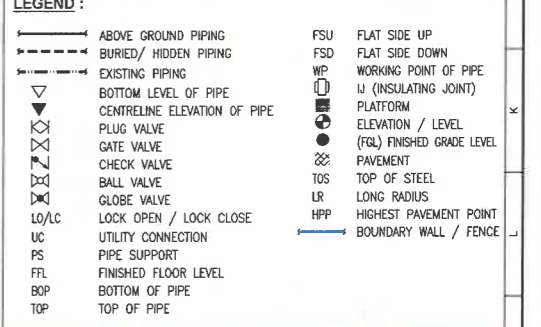 LEGEND :
ABOVE GROUND PIPING
BURIED/ HIDDEN PIPING
EXISTING PIPING
BOTTOM LEVEL OF PIPE
CENTRELINE ELEVATION OF PIPE
PLUG VALVE
GATE VALVE
CHECK VALVE
BALL VALVE
GLOBE VALVE
LO/LC LOCK OPEN / LOCK CLOSE
UC UTILITY CONNECTION
PS PIPE SUPPORT
FFL FINISHED FLOOR LEVEL
BOP BOTTOM OF PIPE
TOP TOP OF PIPE
FSU FLAT SIDE UP
FSD FLAT SIDE DOWN
WP WORKING POINT OF PIPE
IJ (INSULATING JOINT)
PLATFORM
ELEVATION / LEVEL
(FGL) FINISHED GRADE LEVEL
PAVEMENT
TOS TOP OF STEEL
LR LONG RADIUS
HPP HIGHEST PAVEMENT POINT
BOUNDARY WALL / FENCE
K
L